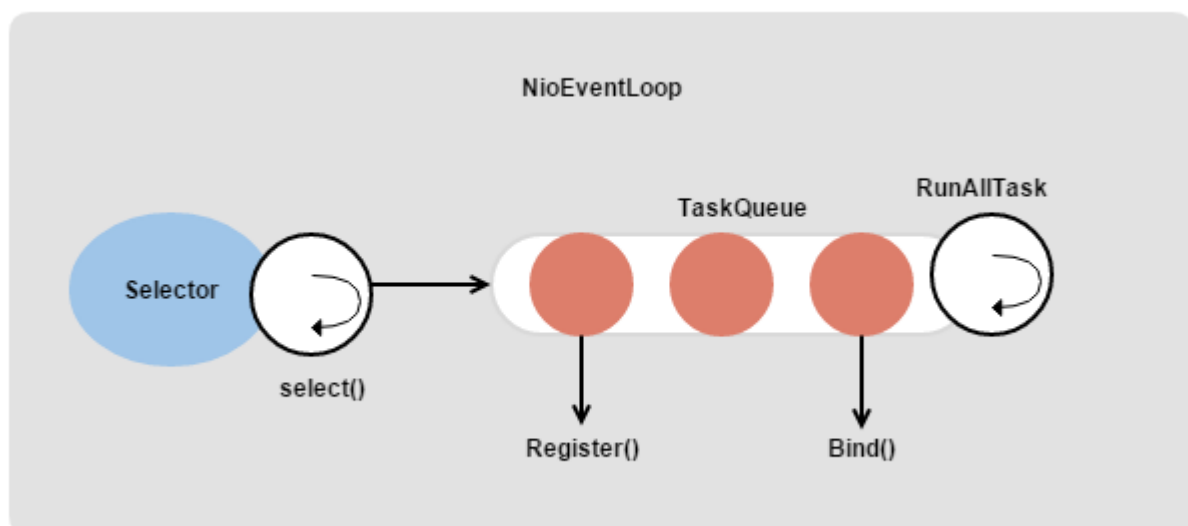 NioEventLoop
RunAllTask
TaskQueue
Selector
select()
Register()
Bind()